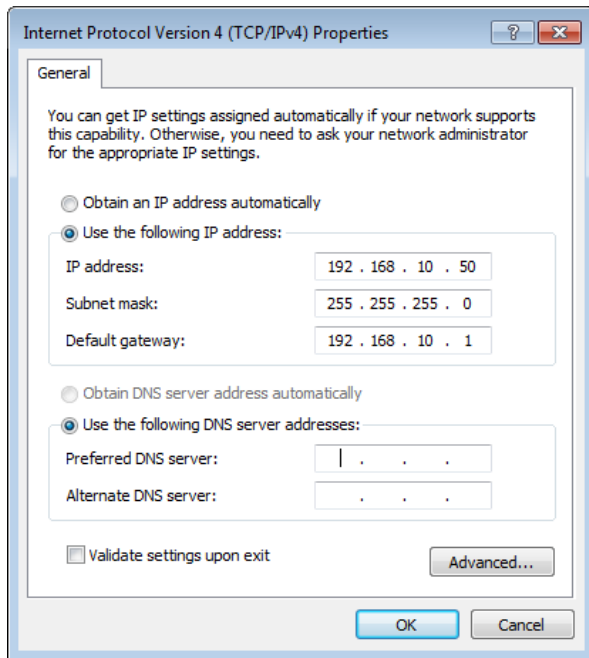 Internet Protocol Version 4 (TCP/IPv4) Properties
?
General
You can get IP settings assigned automatically if your network supports
this capability. Otherwise, you need to ask your network administrator
for the appropriate IP settings.
Obtain an IP address automatically
Use the following IP address:
IP address: 192 . 168 . 10 . 50
Subnet mask: 255 . 255 . 255 . 0
Default gateway: 192 . 168 . 10 . 1
Obtain DNS server address automatically
Use the following DNS server addresses:
Preferred DNS server: . . .
Alternate DNS server: . . .
Validate settings upon exit
Advanced...
OK Cancel